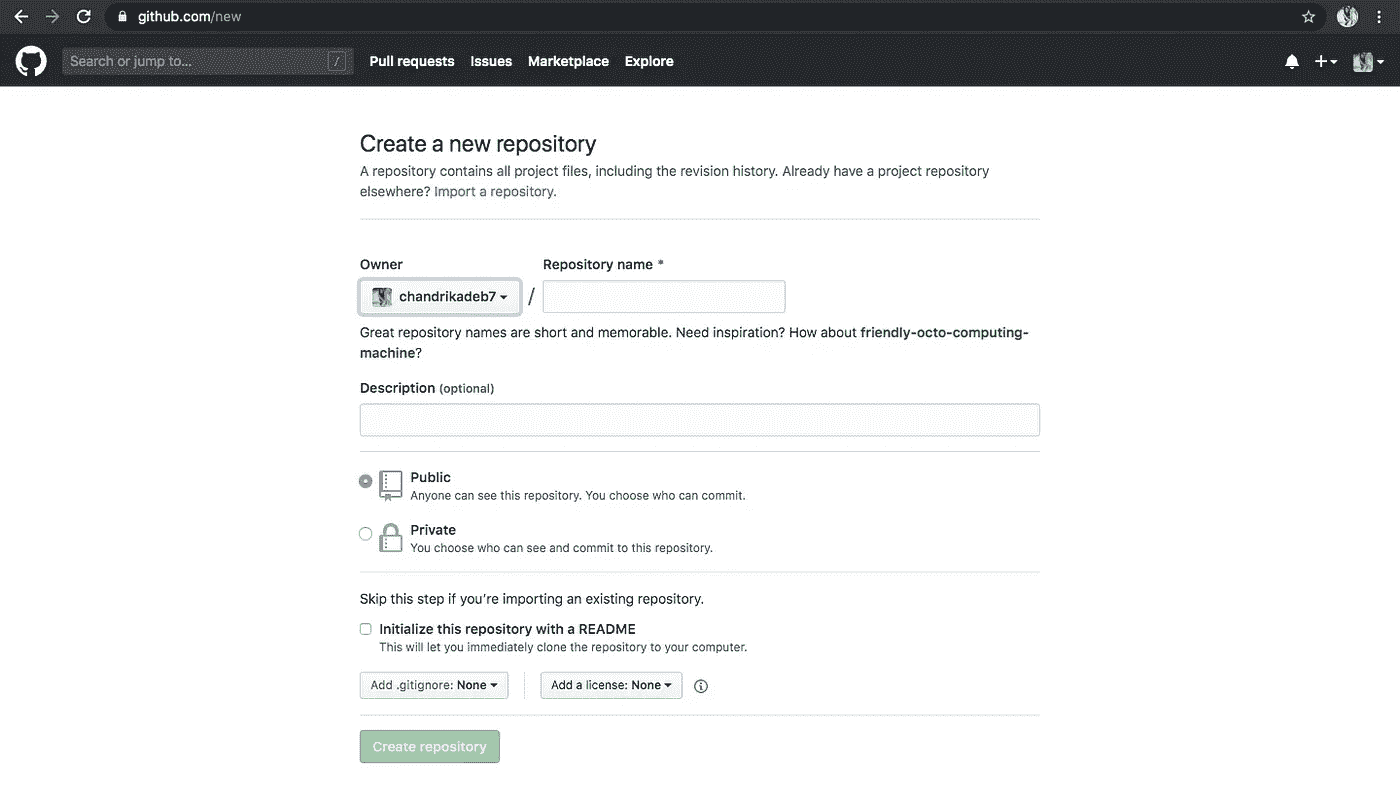 github.com/new
Search or jump to... /
Pull requests Issues Marketplace Explore
Create a new repository
A repository contains all project files, including the revision history. Already have a project repository
elsewhere? Import a repository.
Owner Repository name *
chandrikadeb7 /
Great repository names are short and memorable. Need inspiration? How about friendly-octo-computing-
machine?
Description (optional)
Public
Anyone can see this repository. You choose who can commit.
Private
You choose who can see and commit to this repository.
Skip this step if you’re importing an existing repository.
Initialize this repository with a README
This will let you immediately clone the repository to your computer.
Add .gitignore: None Add a license: None
Create repository